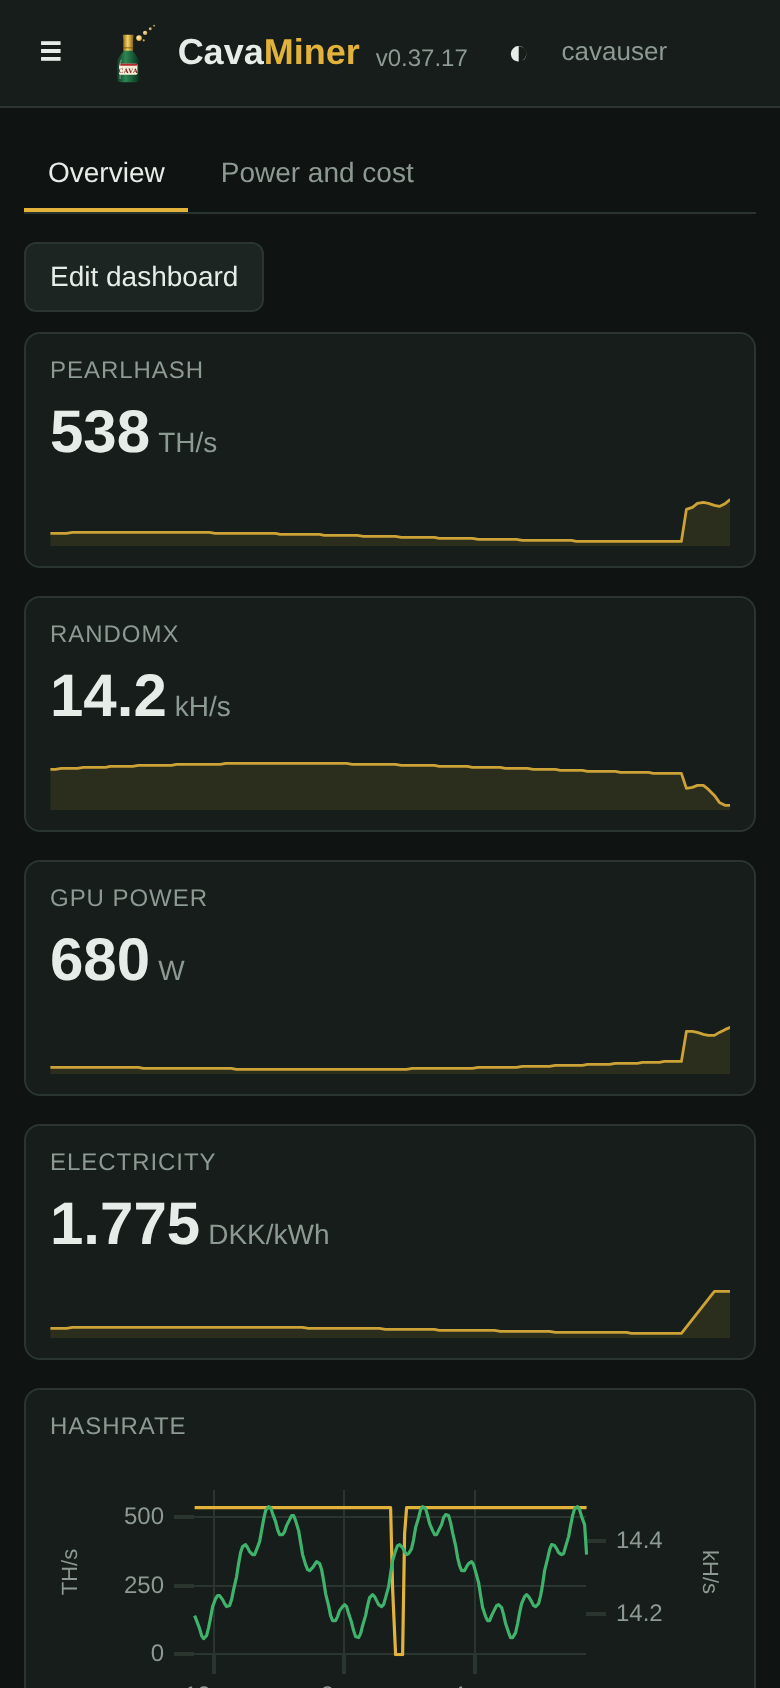 CavaMiner v0.37.17 cavauser
CAVA
Overview Power and cost
Edit dashboard
PEARLHASH
538 TH/s
RANDOMX
14.2 kH/s
GPU POWER
680 W
ELECTRICITY
1.775 DKK/kWh
HASHRATE
500
14.4
TH/s
250
kH/s
14.2
0